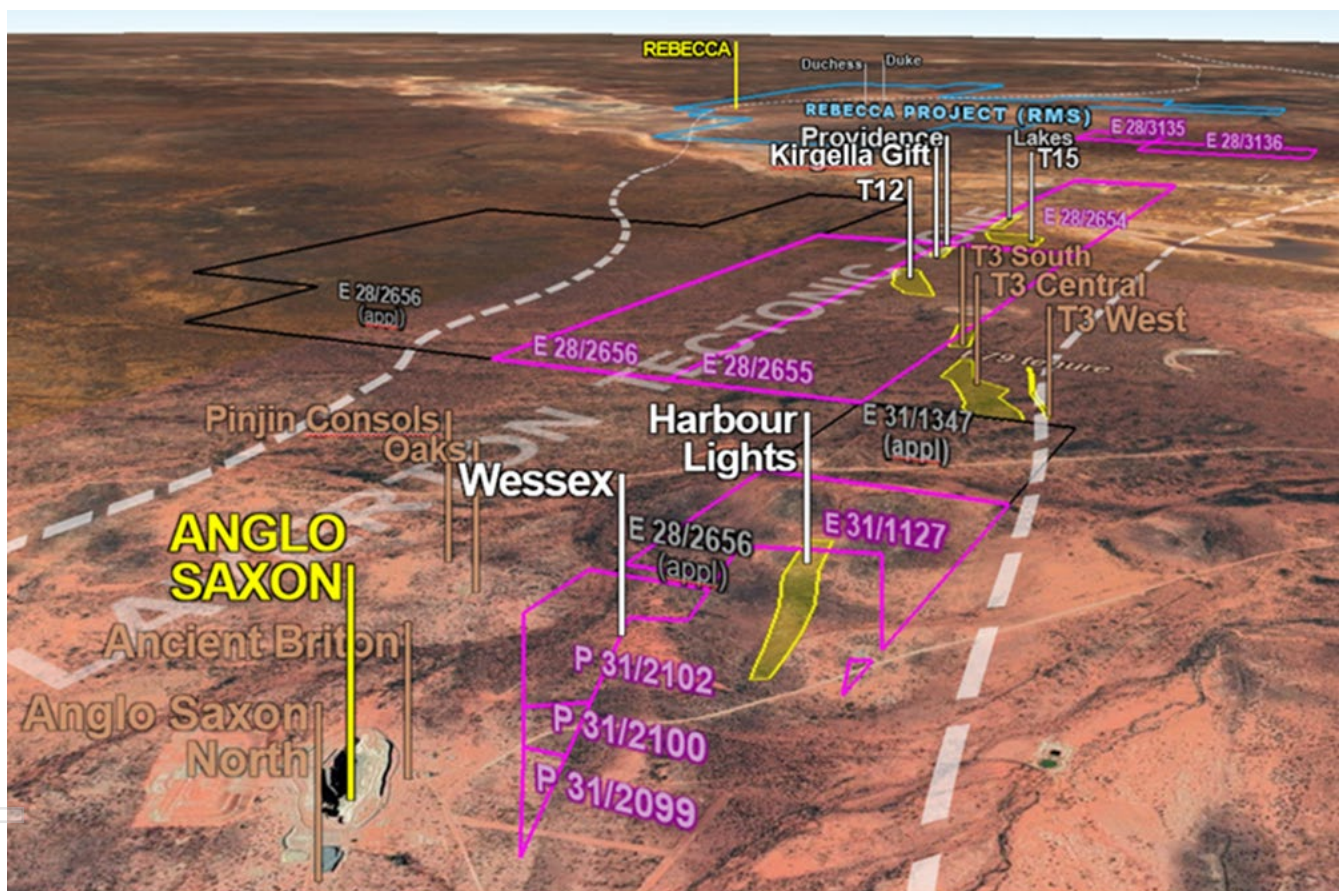 REBECCA
Duchess
Duke
REBECCA PROJECT (RMS)
Providence
Lakes
E 28/3135
E 28/3136
Kirgella Gift
T15
T12
E 28/2654
T3 South
T3 Central
T3 West
E 28/2656
(appl)
E 28/2656
E 28/2655
TECTONIC
Pinjin Consols
Oaks
Harbour
Lights
E 31/1347
(appl)
Wessex
E 28/2656
(appl)
E 31/1127
ANGLO
SAXON
Ancient Briton
Anglo Saxon
North
P 31/2102
P 31/2100
P 31/2099